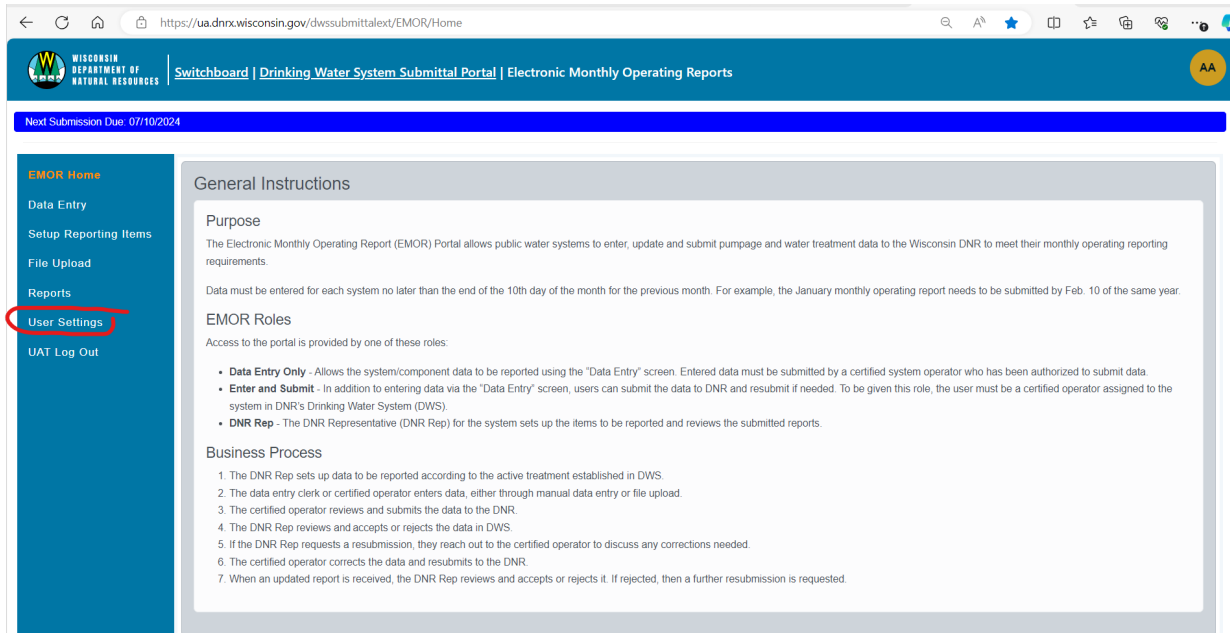 https://ua.dnrx.wisconsin.gov/dwssubmittalext/EMOR/Home
WISCONSIN
DEPARTMENT OF
NATURAL RESOURCES
Switchboard | Drinking Water System Submittal Portal | Electronic Monthly Operating Reports
AA
Next Submission Due: 07/10/2024
EMOR Home
Data Entry
Setup Reporting Items
File Upload
Reports
User Settings
UAT Log Out
General Instructions
Purpose
The Electronic Monthly Operating Report (EMOR) Portal allows public water systems to enter, update and submit pumpage and water treatment data to the Wisconsin DNR to meet their monthly operating reporting
requirements.
Data must be entered for each system no later than the end of the 10th day of the month for the previous month. For example, the January monthly operating report needs to be submitted by Feb. 10 of the same year.
EMOR Roles
Access to the portal is provided by one of these roles:
• Data Entry Only - Allows the system/component data to be reported using the "Data Entry" screen. Entered data must be submitted by a certified system operator who has been authorized to submit data.
• Enter and Submit - In addition to entering data via the "Data Entry" screen, users can submit the data to DNR and resubmit if needed. To be given this role, the user must be a certified operator assigned to the
system in DNR's Drinking Water System (DWS).
• DNR Rep - The DNR Representative (DNR Rep) for the system sets up the items to be reported and reviews the submitted reports.
Business Process
1. The DNR Rep sets up data to be reported according to the active treatment established in DWS.
2. The data entry clerk or certified operator enters data, either through manual data entry or file upload.
3. The certified operator reviews and submits the data to the DNR.
4. The DNR Rep reviews and accepts or rejects the data in DWS.
5. If the DNR Rep requests a resubmission, they reach out to the certified operator to discuss any corrections needed.
6. The certified operator corrects the data and resubmits to the DNR.
7. When an updated report is received, the DNR Rep reviews and accepts or rejects it. If rejected, then a further resubmission is requested.